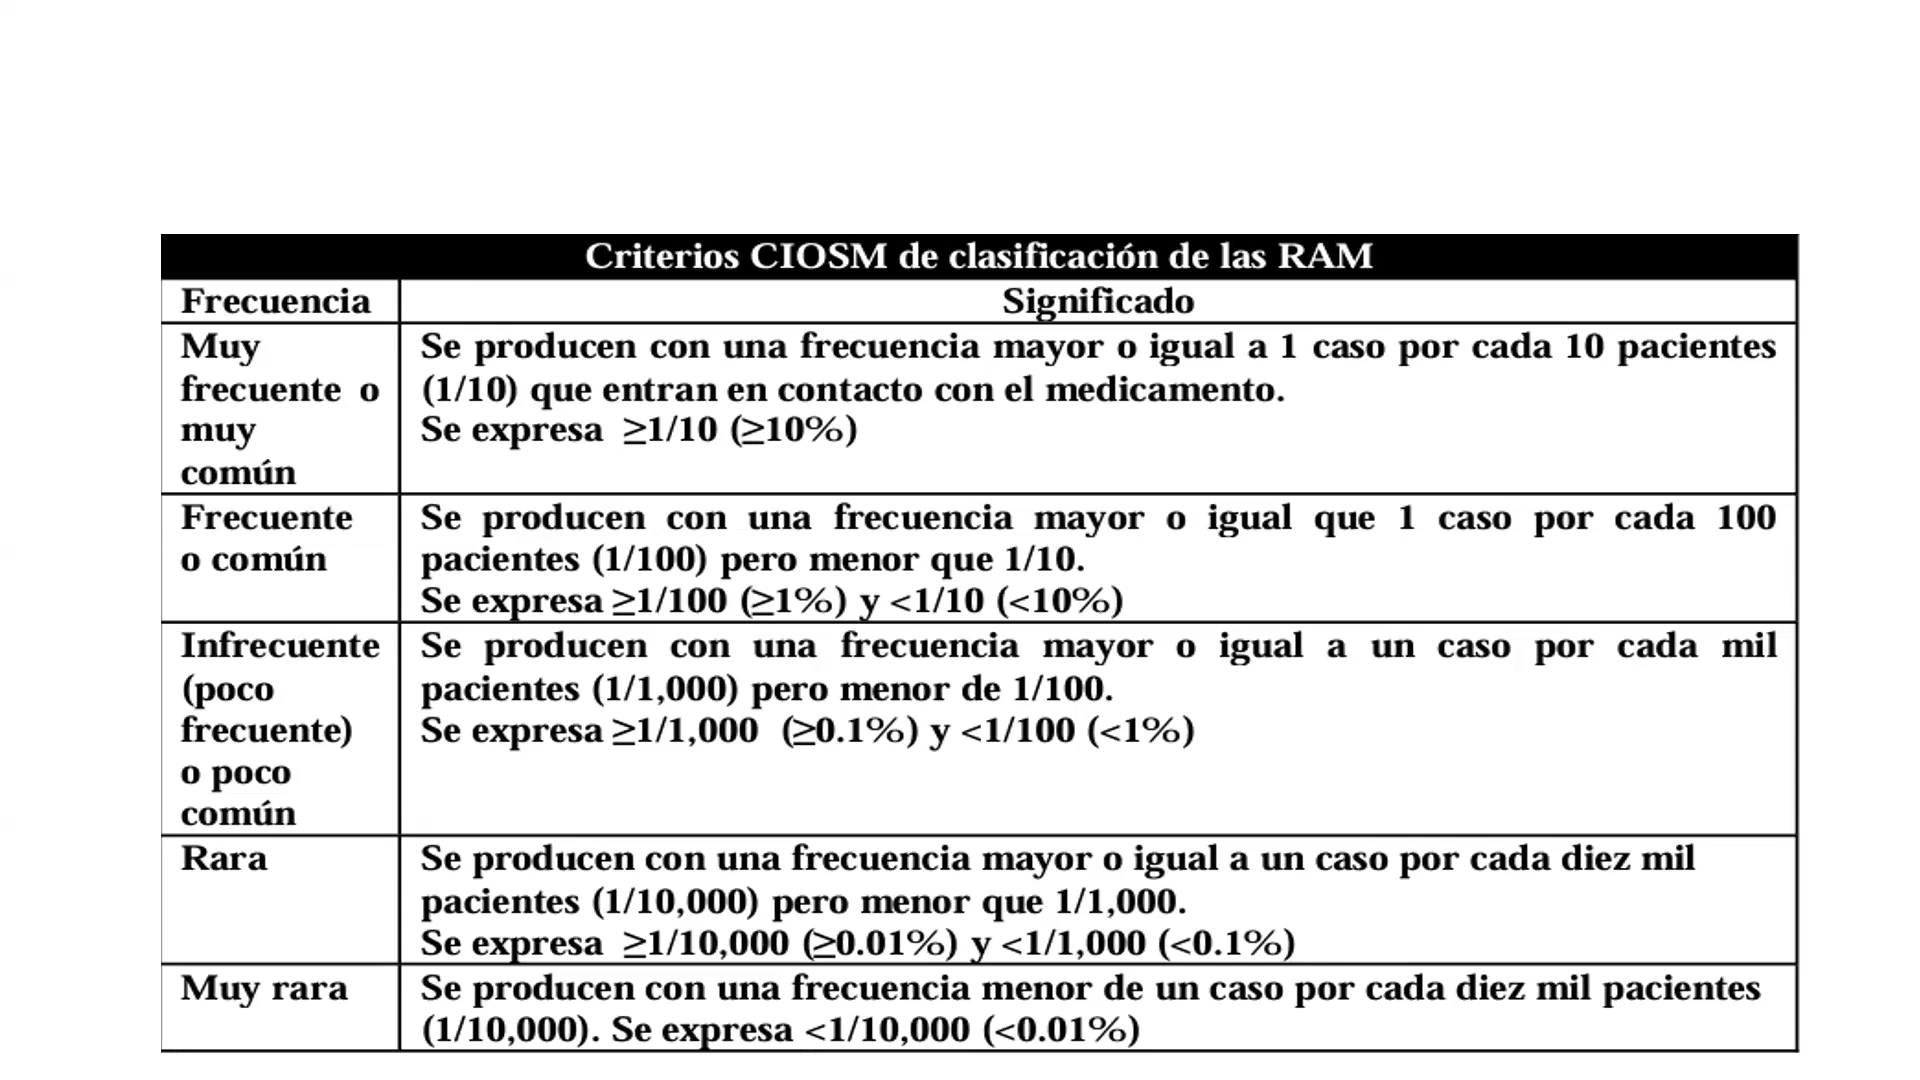 Criterios CIOSM de clasificación de las RAM
Frecuencia
Significado
Muy
frecuente o
muy
común
Se producen con una frecuencia mayor o igual a 1 caso por cada 10 pacientes
(1/10) que entran en contacto con el medicamento.
Se expresa ≥1/10 (≥10%)
Frecuente
o común
Se producen con una frecuencia mayor o igual que 1 caso por cada 100
pacientes (1/100) pero menor que 1/10.
Se expresa ≥1/100 (≥1%) y <1/10 (<10%)
Infrecuente
(poco
frecuente)
o poco
común
Se producen con una frecuencia mayor o igual a un caso por cada mil
pacientes (1/1,000) pero menor de 1/100.
Se expresa ≥1/1,000 (≥0.1%) y <1/100 (<1%)
Rara
Se producen con una frecuencia mayor o igual a un caso por cada diez mil
pacientes (1/10,000) pero menor que 1/1,000.
Se expresa ≥1/10,000 (≥0.01%) y <1/1,000 (<0.1%)
Muy rara
Se producen con una frecuencia menor de un caso por cada diez mil pacientes
(1/10,000). Se expresa <1/10,000 (<0.01%)